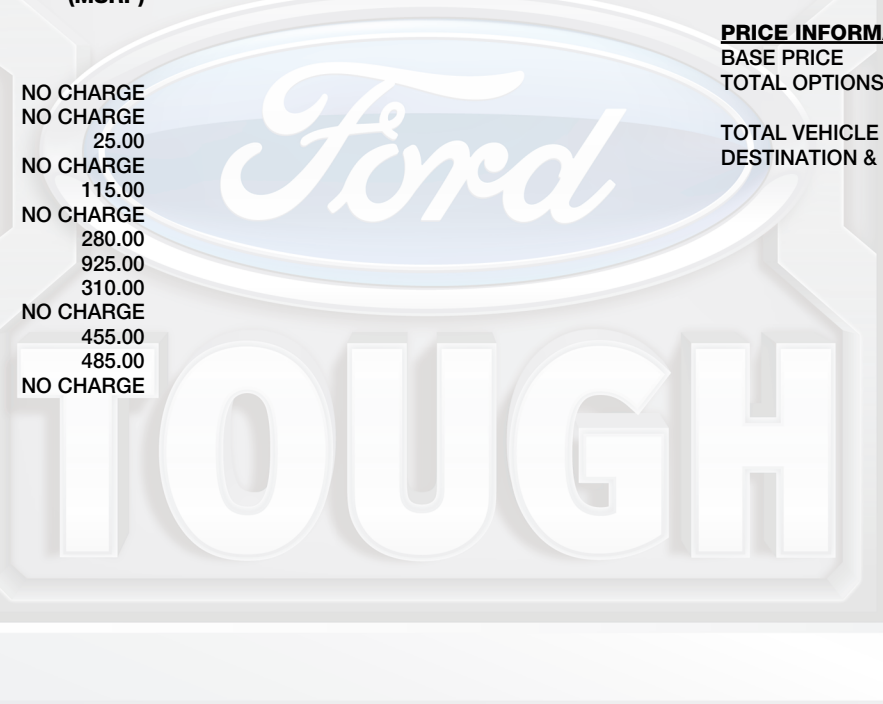 (MSRP)
NO CHARGE
NO CHARGE
25.00
NO CHARGE
115.00
NO CHARGE
280.00
925.00
310.00
NO CHARGE
455.00
485.00
NO CHARGE
PRICE INFORMA
BASE PRICE
TOTAL OPTIONS
TOTAL VEHICLE
DESTINATION &
Ford
TOUGH